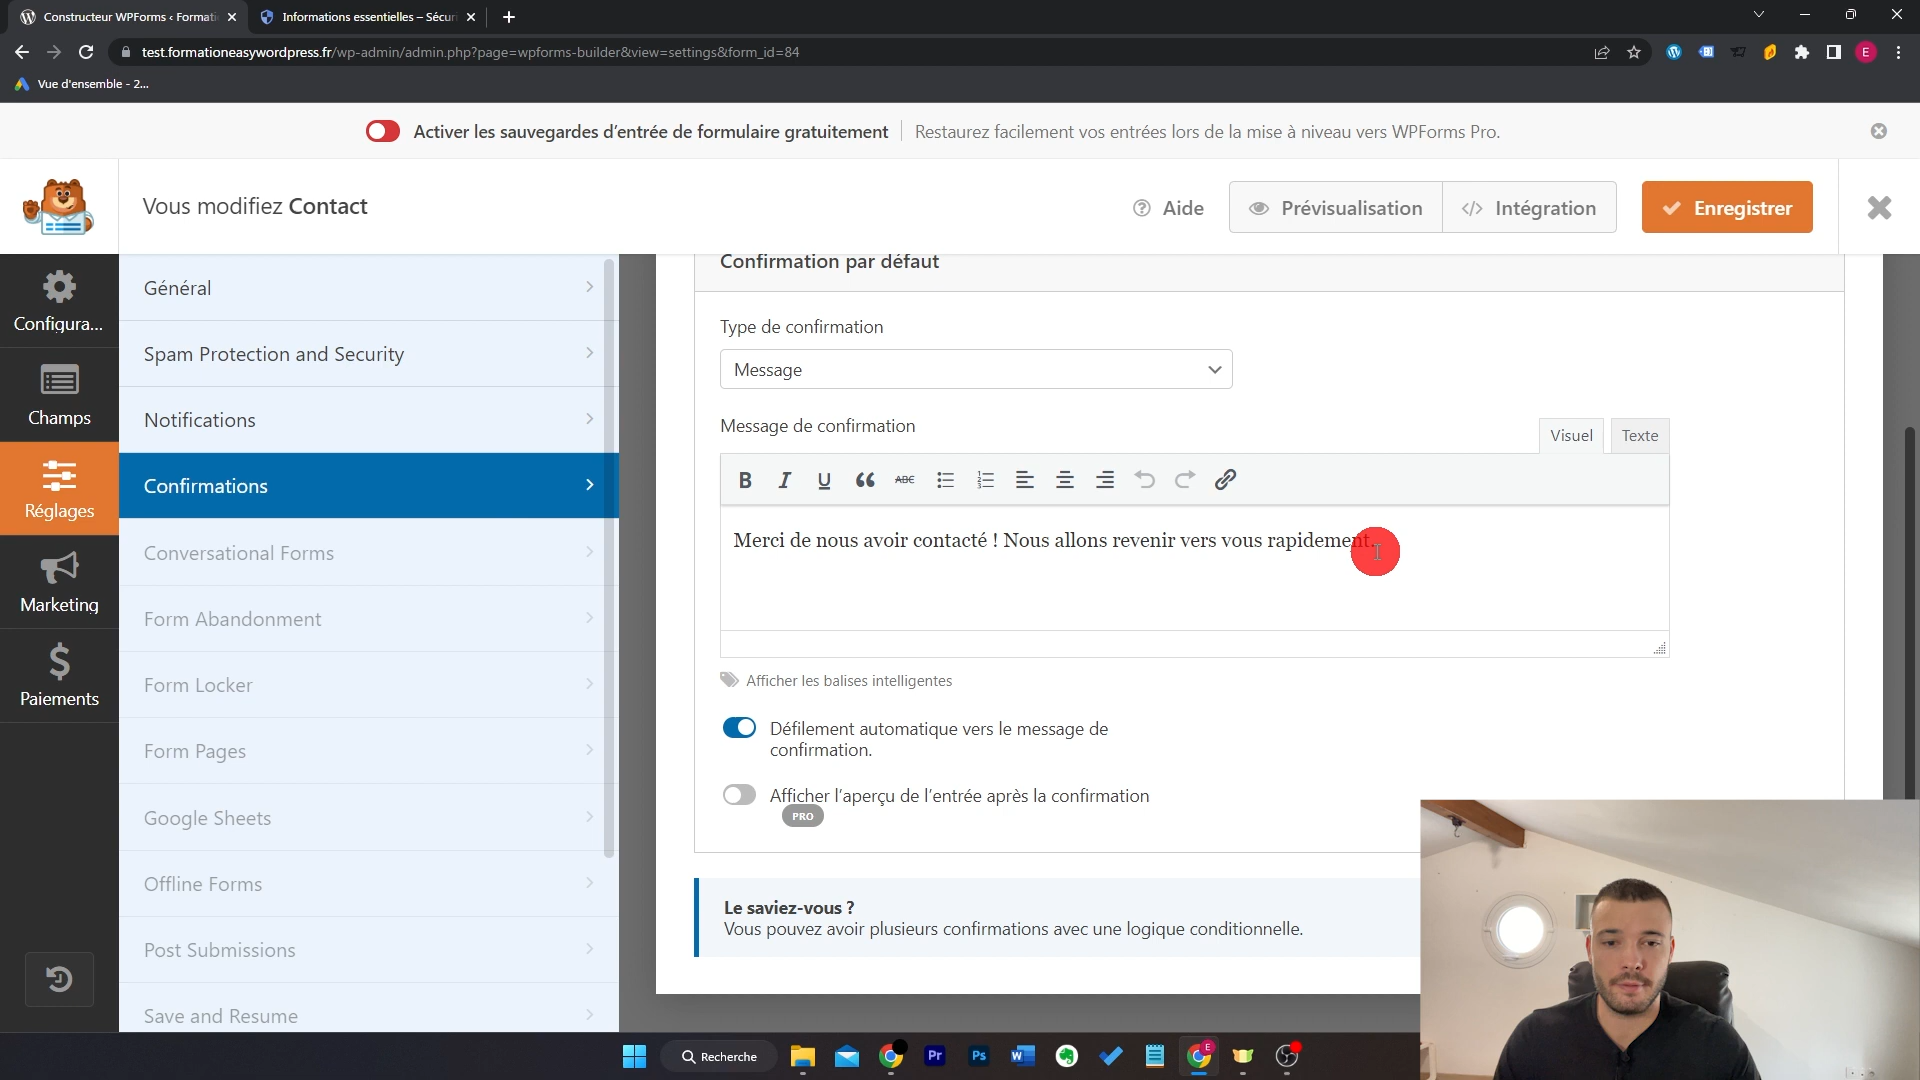 Constructeur WPForms ‹ Formati
Informations essentielles – Sécuri
test.formationeasywordpress.fr/wp-admin/admin.php?page=wpforms-builder&view=settings&form_id=84
E
Vue d'ensemble - 2...
Activer les sauvegardes d'entrée de formulaire gratuitement
Restaurez facilement vos entrées lors de la mise à niveau vers WPForms Pro.
Vous modifiez Contact
Aide
Prévisualisation
Intégration
Enregistrer
Configura...
Champs
Réglages
Marketing
Paiements
Général
Spam Protection and Security
Notifications
Confirmations
Conversational Forms
Form Abandonment
Form Locker
Form Pages
Google Sheets
Offline Forms
Post Submissions
Save and Resume
Confirmation par défaut
Type de confirmation
Message
Message de confirmation
Visuel
Texte
B I U ABC
Merci de nous avoir contacté ! Nous allons revenir vers vous rapidement.
Afficher les balises intelligentes
Défilement automatique vers le message de
confirmation.
Afficher l'aperçu de l'entrée après la confirmation
PRO
Le saviez-vous ?
Vous pouvez avoir plusieurs confirmations avec une logique conditionnelle.
Recherche
Pr
Ps
W
E